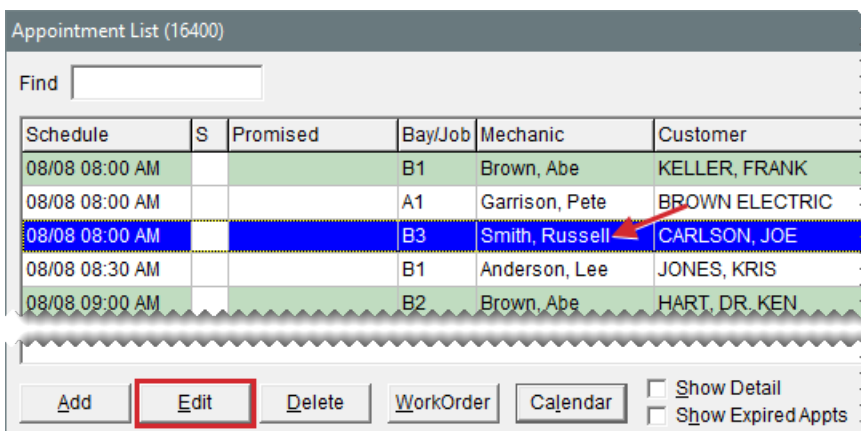 Appointment List (16400)
Find
Schedule S Promised Bay/Job Mechanic Customer
08/08 08:00 AM B1 Brown, Abe KELLER, FRANK
08/08 08:00 AM A1 Garrison, Pete BROWN ELECTRIC
08/08 08:00 AM B3 Smith, Russell CARLSON, JOE
08/08 08:30 AM B1 Anderson, Lee JONES, KRIS
08/08 09:00 AM B2 Brown, Abe HART, DR. KEN
Add Edit Delete WorkOrder Calendar Show Detail
Show Expired Appts